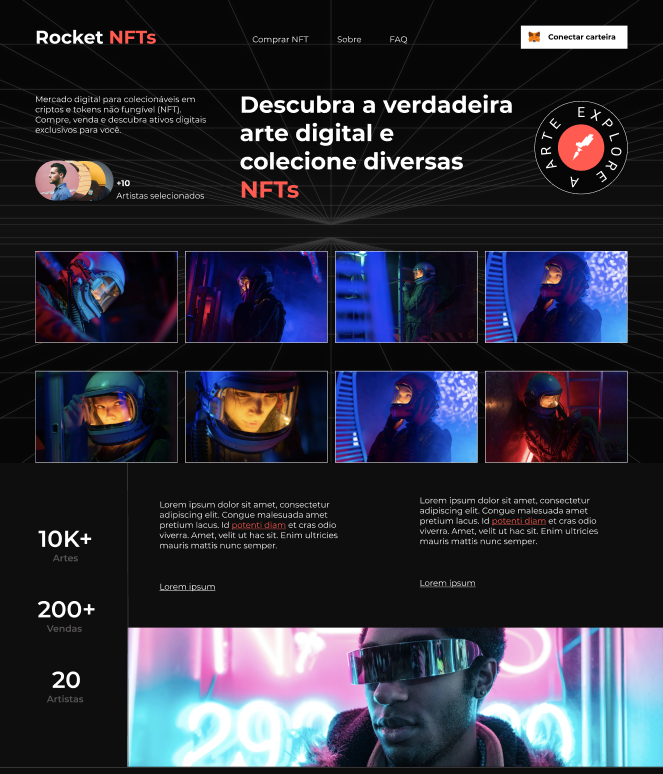 Rocket NFTs
Comprar NFT
Sobre
FAQ
Conectar carteira
Mercado digital para colecionáveis em
criptos e tokens não fungível (NFT).
Compre, venda e descubra ativos digitais
exclusivos para você.
+10
Artistas selecionados
Descubra a verdadeira
arte digital e
colecione diversas
NFTs
EXPLORE A ARTE
10K+
Artes
200+
Vendas
20
Artistas
Lorem ipsum dolor sit amet, consectetur
adipiscing elit. Congue malesuada amet
pretium lacus. Id potenti diam et cras odio
viverra. Amet, velit ut hac sit. Enim ultricies
mauris mattis nunc semper.
Lorem ipsum
Lorem ipsum dolor sit amet, consectetur
adipiscing elit. Congue malesuada amet
pretium lacus. Id potenti diam et cras odio
viverra. Amet, velit ut hac sit. Enim ultricies
mauris mattis nunc semper.
Lorem ipsum